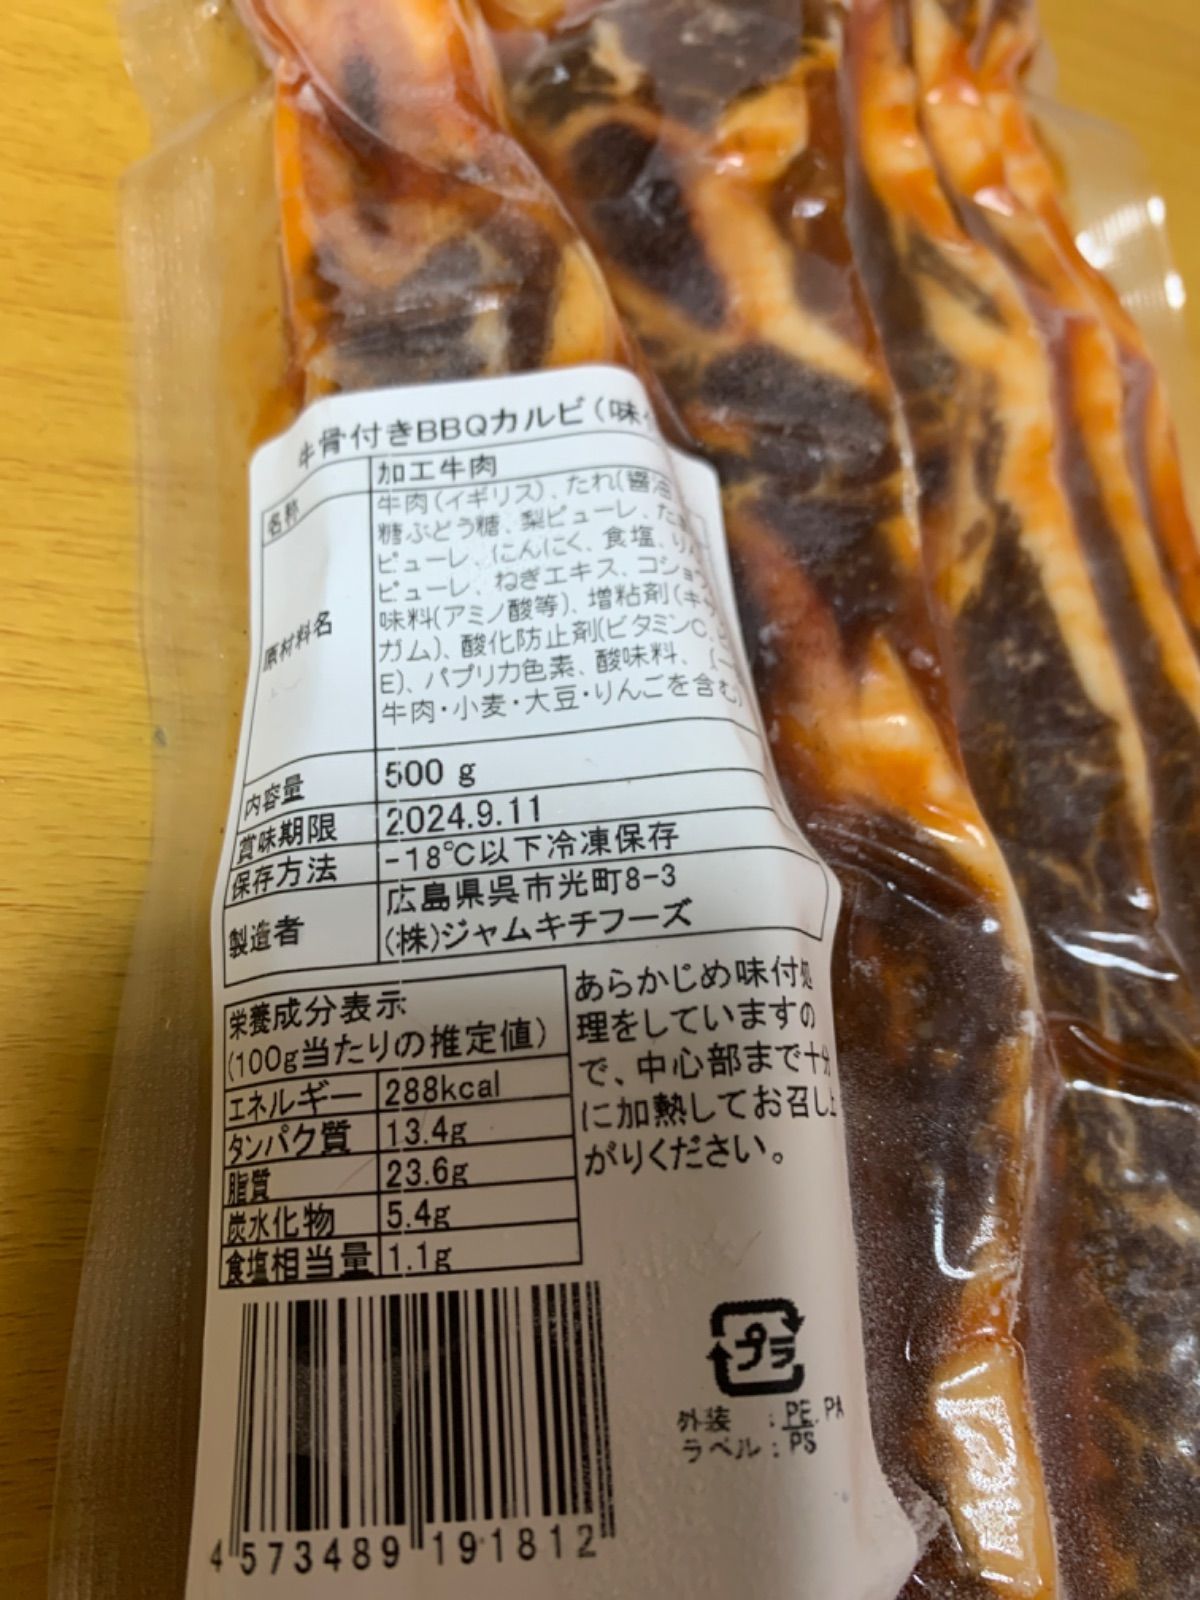 牛骨付きBBQカルビ(味
名称 加工牛肉
原材料名
牛肉(イギリス)、たれ(醤油
糖ぶどう糖、梨ピューレ、た
ピューレ、にんにく、食塩、り
ピューレ、ねぎエキス、コショウ
味料(アミノ酸等)、増粘剤(キサ
ガム)、酸化防止剤(ビタミンC、
E)、パプリカ色素、酸味料、(一
牛肉・小麦・大豆・りんごを含む)
内容量 500 g
賞味期限 2024.9.11
保存方法 -18℃以下冷凍保存
製造者
広島県呉市光町8-3
(株)ジャムキチフーズ
栄養成分表示
(100g当たりの推定値)
エネルギー 288kcal
タンパク質 13.4g
脂質 23.6g
炭水化物 5.4g
食塩相当量 1.1g
あらかじめ味付処
理をしていますの
で、中心部まで十分
に加熱してお召し上
がりください。
プラ
外装 : PE, PA
ラベル : PS
4 573489 191812